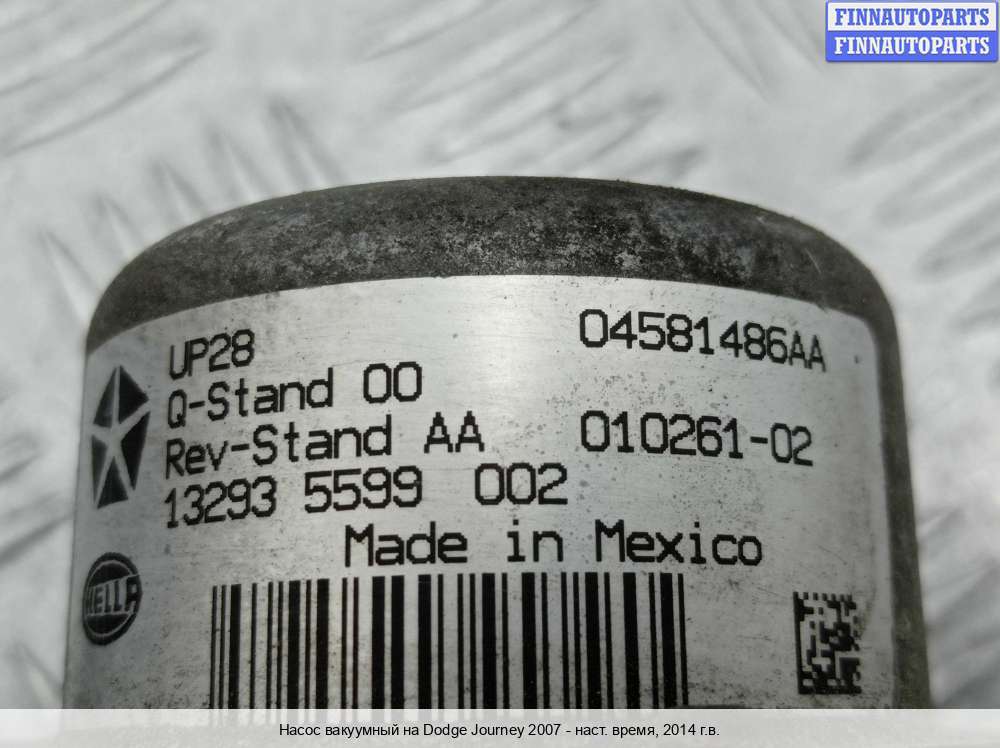 FINNAUTOPARTS
FINNAUTOPARTS
UP28 04581486AA
Q-Stand 00
Rev-Stand AA 010261-02
13293 5599 002
Made in Mexico
HELLA
Насос вакуумный на Dodge Journey 2007 - наст. время, 2014 г.в.